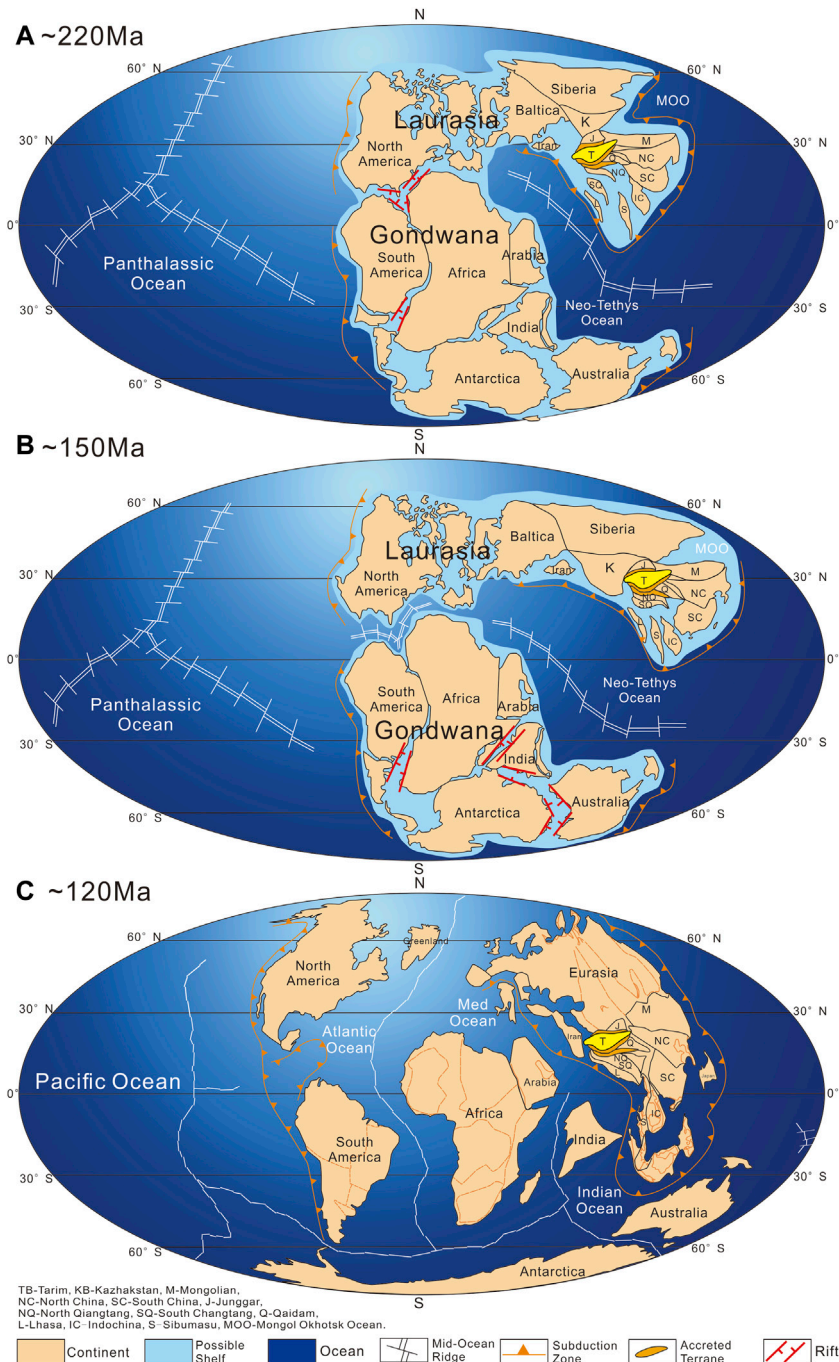 N
A ~220Ma
60° N
Siberia
MOO
Baltica
Laurasia
K
30° N
North
America
Iran
J
M
T
Q
NC
NQ
SC
SQ
IC
L
S
0°
0°
Gondwana
South
America
Africa
Arabia
Panthalassic
Ocean
Neo-Tethys
Ocean
30° S
30° S
India
Antarctica
Australia
60° S
60° S
S
B ~150Ma
N
60° N
60° N
Siberia
Baltica
MOO
Laurasia
K
J
M
Iran
T
30° N
30° N
North
America
Q
NC
NQ
SQ
SC
L
S
IC
0°
0°
South
America
Africa
Arabia
Neo-Tethys
Ocean
Panthalassic
Ocean
Gondwana
30° S
30° S
India
Antarctica
Australia
60° S
60° S
S
C ~120Ma
N
60° N
60° N
Greenland
North
America
Eurasia
30° N
30° N
Med
Ocean
M
Atlantic
Ocean
Iran
J
T
Q
NC
NQ
SQ
L
SC
Japan
Pacific Ocean
Arabia
0°
0°
Africa
IC
S
South
America
India
30° S
30° S
Indian
Ocean
Australia
60° S
60° S
Antarctica
S
TB-Tarim, KB-Kazhakstan, M-Mongolian,
NC-North China, SC-South China, J-Junggar,
NQ-North Qiangtang, SQ-South Changtang, Q-Qaidam,
L-Lhasa, IC-Indochina, S-Sibumasu, MOO-Mongol Okhotsk Ocean.
Continent
Possible
Shelf
Ocean
Mid-Ocean
Ridge
Subduction
Zone
Accreted
Terrane
Rift